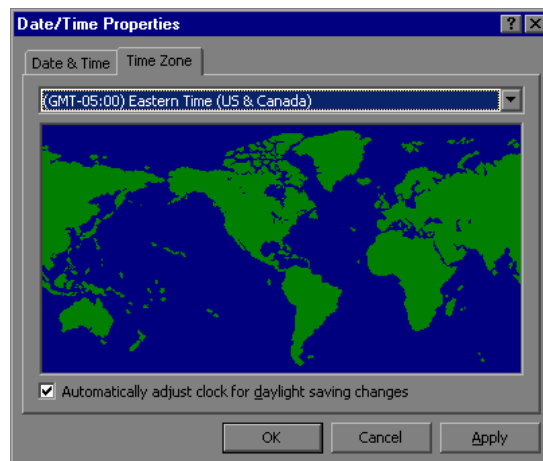 Date/Time Properties
Date & Time Time Zone
(GMT-05:00) Eastern Time (US & Canada)
Automatically adjust clock for daylight saving changes
OK Cancel Apply